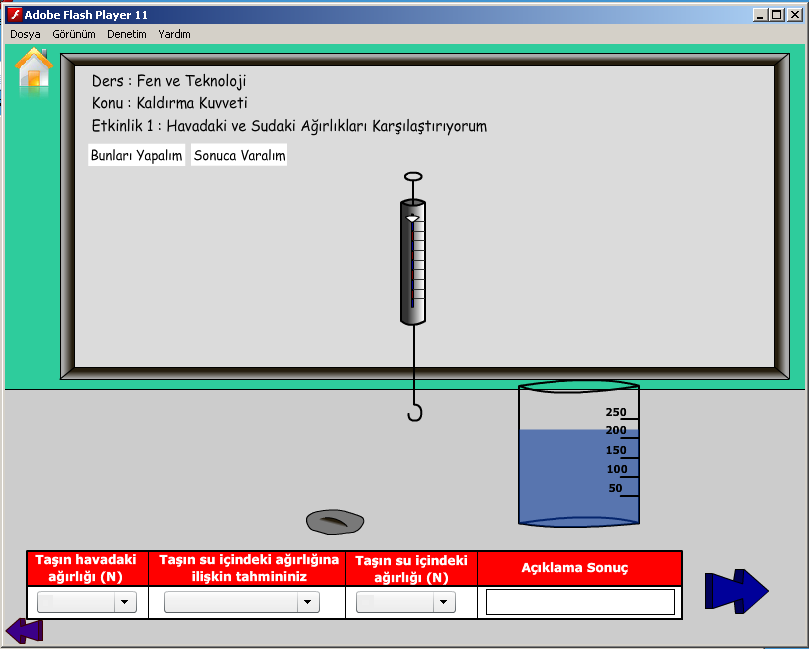 Adobe Flash Player 11
Dosya Görünüm Denetim Yardım
Ders : Fen ve Teknoloji
Konu : Kaldırma Kuvveti
Etkinlik 1 : Havadaki ve Sudaki Ağırlıkları Karşılaştırıyorum
Bunları Yapalım Sonuca Varalım
250
200
150
100
50
Taşın havadaki
ağırlığı (N)
Taşın su içindeki ağırlığına
ilişkin tahmininiz
Taşın su içindeki
ağırlığı (N)
Açıklama Sonuç